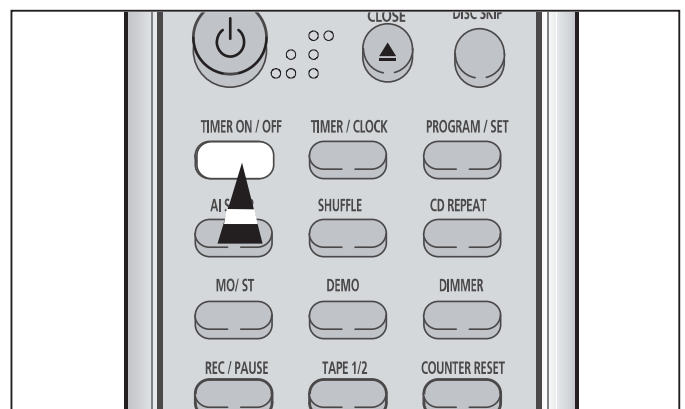 CLOSE DISC SKIP
TIMER ON / OFF TIMER / CLOCK PROGRAM / SET
SHUFFLE CD REPEAT
MO/ ST DEMO DIMMER
REC / PAUSE TAPE 1/2 COUNTER RESET